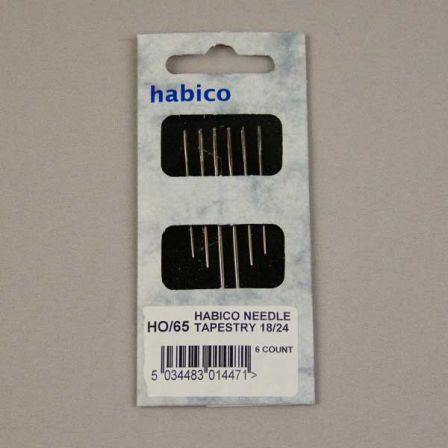 habico
HABICO NEEDLE
HO/65 TAPESTRY 18/24
6 COUNT
5 034483 014471 >